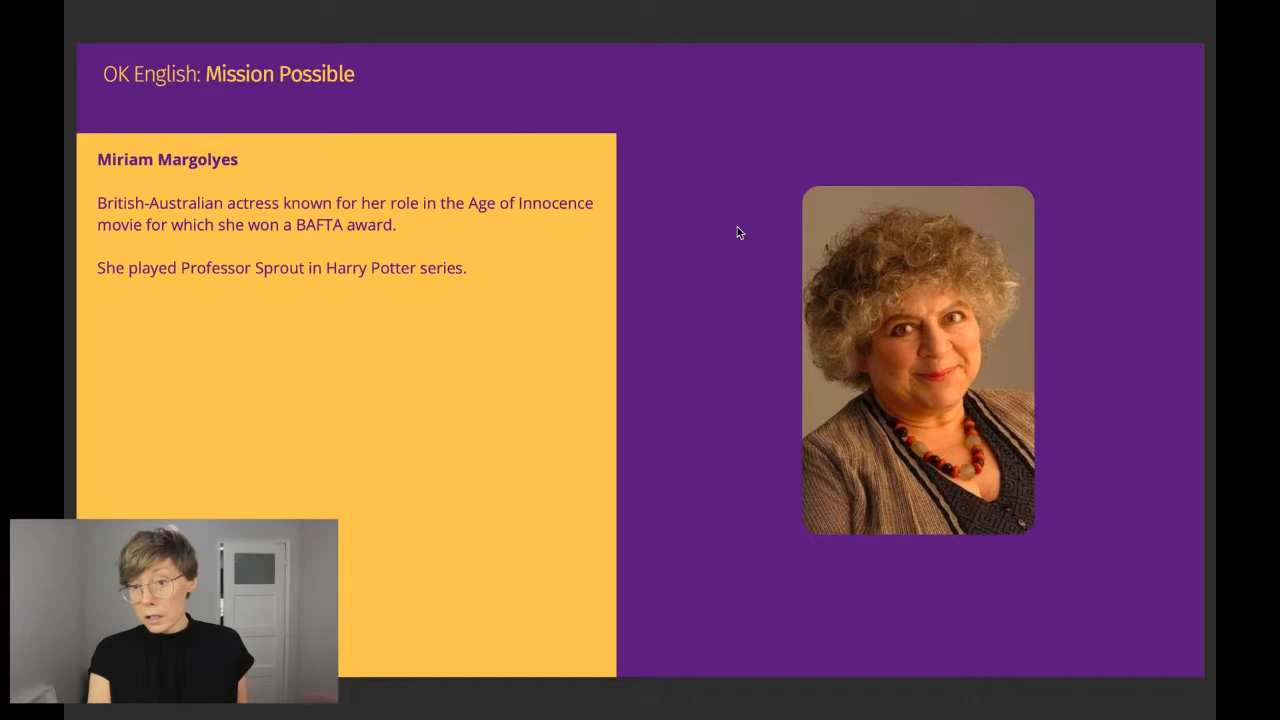 OK English: Mission Possible
Miriam Margolyes
British-Australian actress known for her role in the Age of Innocence
movie for which she won a BAFTA award.
She played Professor Sprout in Harry Potter series.